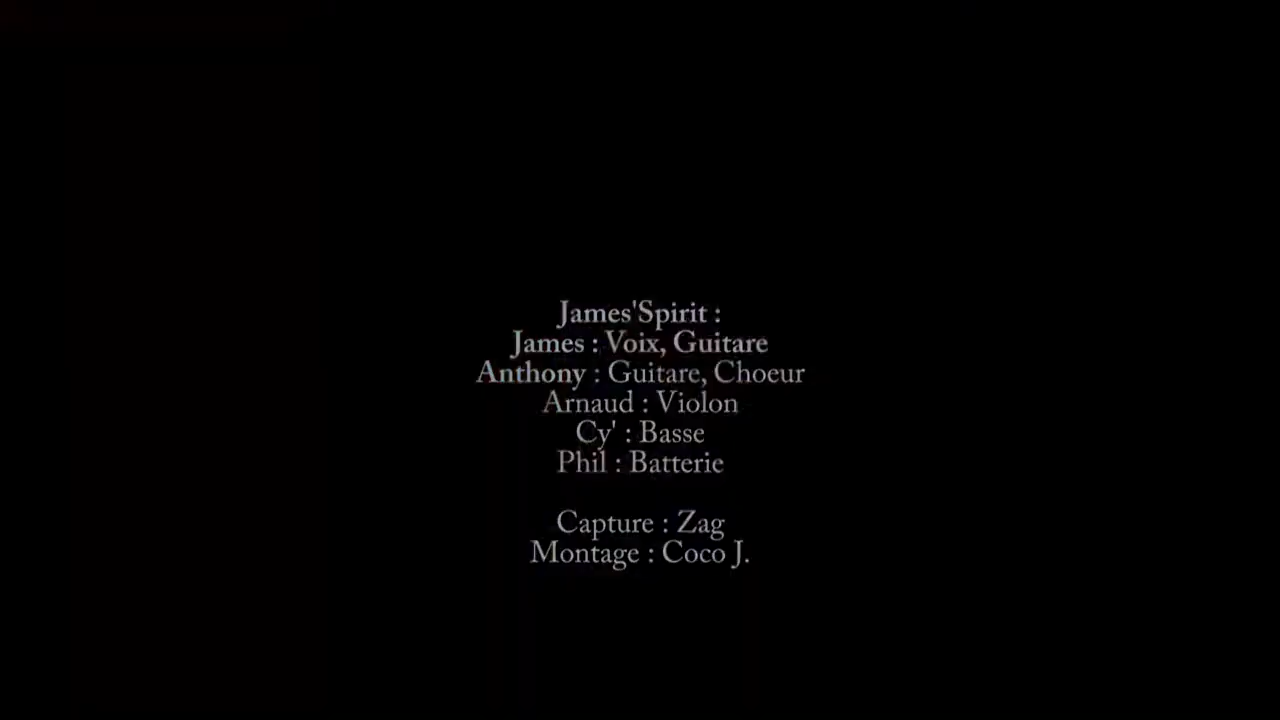 James'Spirit :
James : Voix, Guitare
Anthony : Guitare, Choeur
Arnaud : Violon
Cy' : Basse
Phil : Batterie
Capture : Zag
Montage : Coco J.